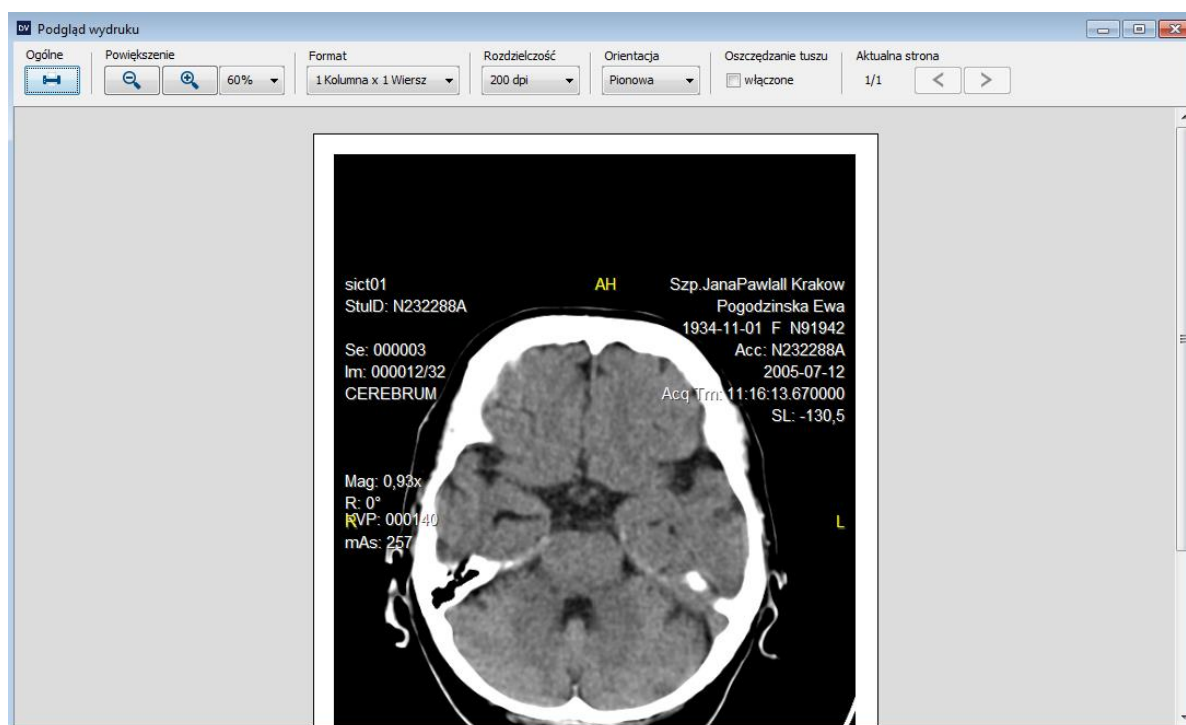 DV Podgląd wydruku
Ogólne Powiększenie Format Rozdzielczość Orientacja Oszczędzanie tuszu Aktualna strona
60% 1 Kolumna x 1 Wiersz 200 dpi Pionowa włączone 1/1
sict01
StuID: N232288A
Se: 000003
Im: 000012/32
CEREBRUM
Mag: 0,93x
R: 0°
R
kVP: 000140
mAs: 257
AH
Szp.JanaPawlaII Krakow
Pogodzinska Ewa
1934-11-01 F N91942
Acc: N232288A
2005-07-12
Acq Tm: 11:16:13.670000
SL: -130,5
L